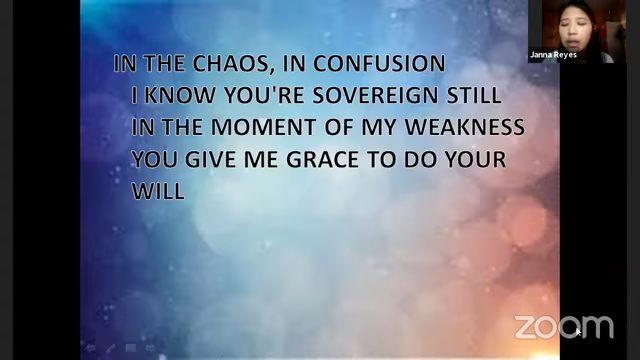 Janna Reyes
IN THE CHAOS, IN CONFUSION
I KNOW YOU'RE SOVEREIGN STILL
IN THE MOMENT OF MY WEAKNESS
YOU GIVE ME GRACE TO DO YOUR
WILL
zoom